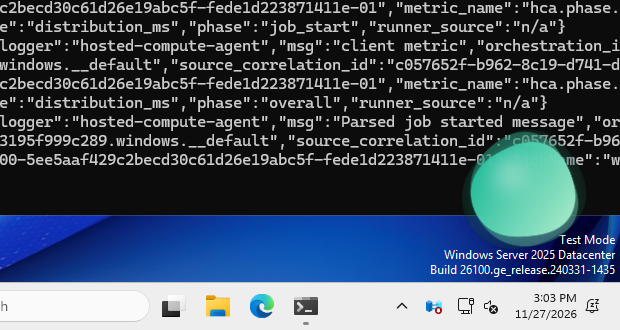 c2becd30c61d26e19abc5f-fede1d223871411e-01","metric_name":"hca.phase.
e":"distribution_ms","phase":"job_start","runner_source":"n/a"}
logger":"hosted-compute-agent","msg":"client metric","orchestration_i
windows.__default","source_correlation_id":"c057652f-b962-8c19-d741-d
c2becd30c61d26e19abc5f-fede1d223871411e-01","metric_name":"hca.phase.
e":"distribution_ms","phase":"overall","runner_source":"n/a"}
logger":"hosted-compute-agent","msg":"Parsed job started message","or
3195f999c289.windows.__default","source_correlation_id":"c057652f-b96
00-5ee5aaf429c2becd30c61d26e19abc5f-fede1d223871411e-0 name":"w
Test Mode
Windows Server 2025 Datacenter
Build 26100.ge_release.240331-1435
h
3:03 PM
11/27/2026